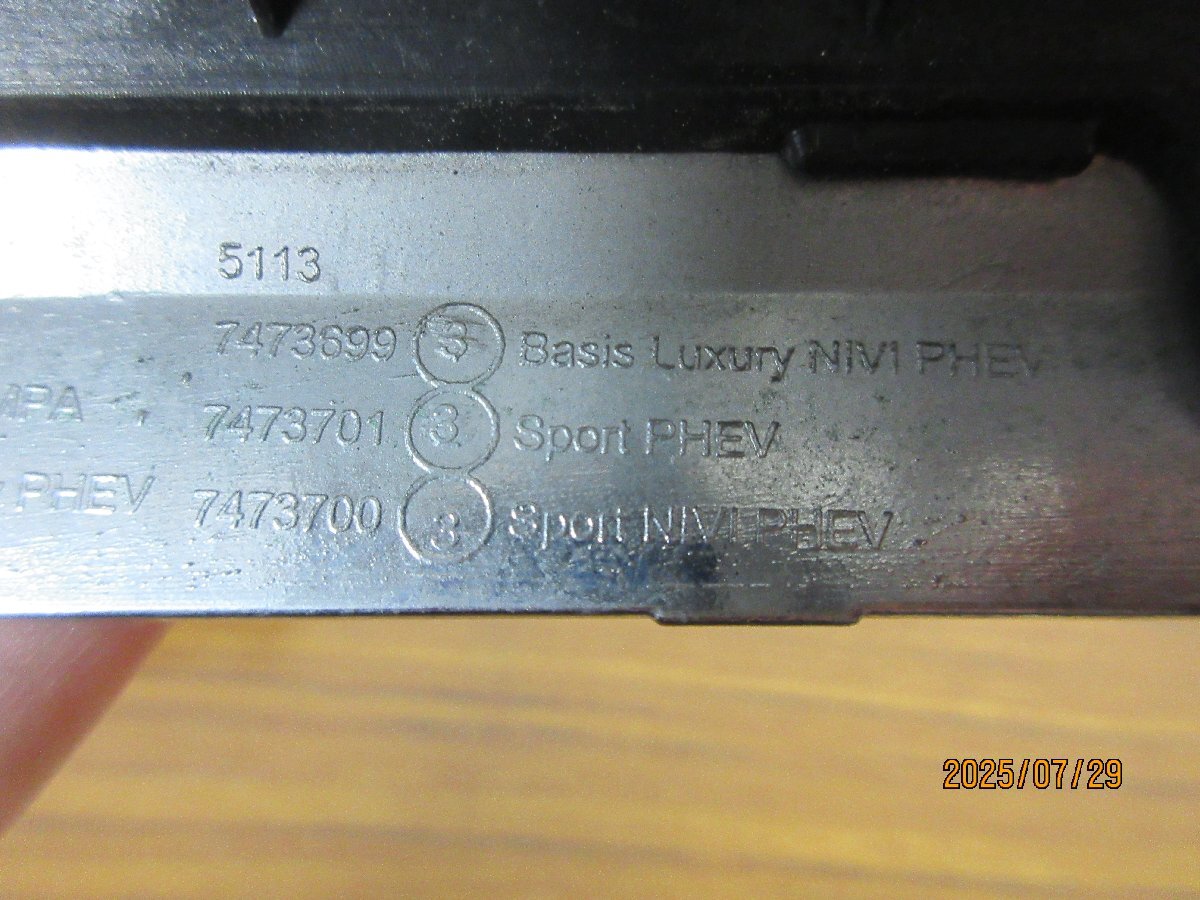 5113
7473699 3 Basis Luxury NIVI PHEV
MPA 7473701 3 Sport PHEV
PHEV 7473700 3 Sport NIVI PHEV
2025/07/29